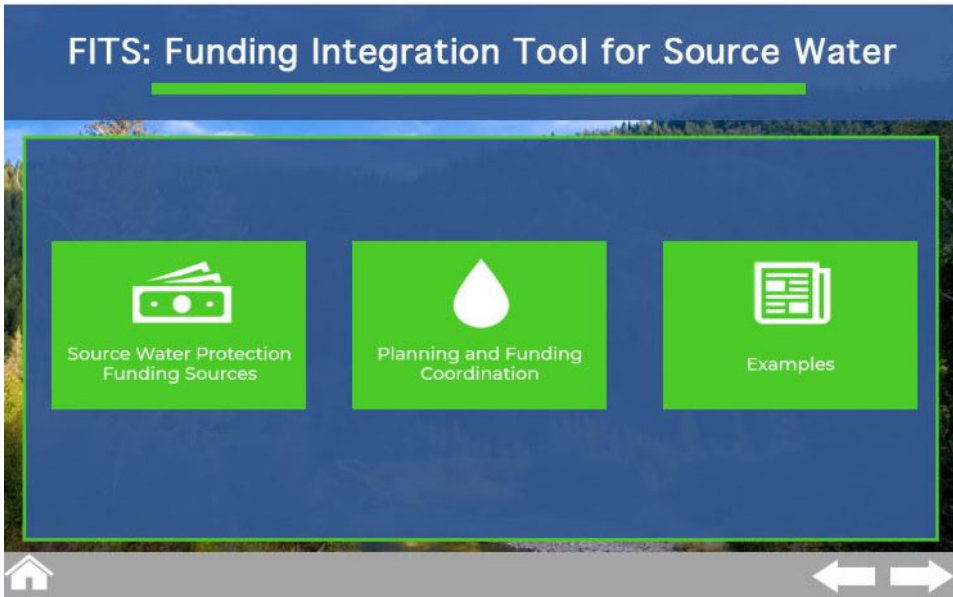 FITS: Funding Integration Tool for Source Water
Source Water Protection
Funding Sources
Planning and Funding
Coordination
Examples